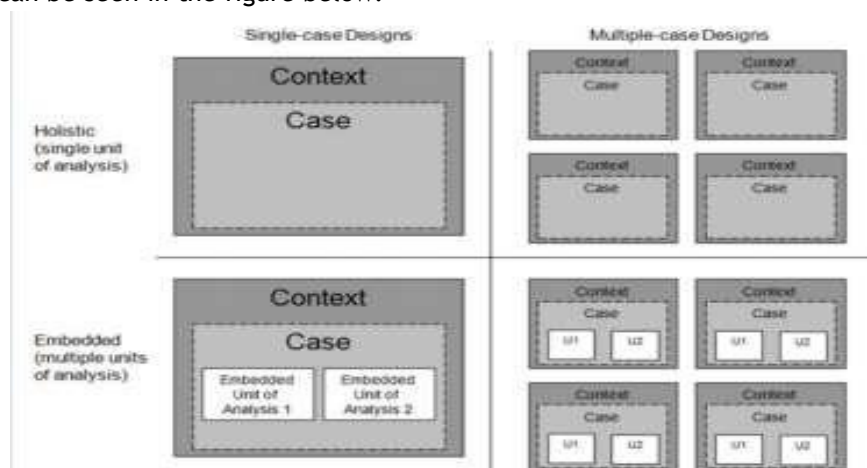 can be seen in the figure below.
Single-case Designs
Multiple-case Designs
Holistic
(single unit
of analysis)
Context
Case
Context
Case
Context
Case
Context
Case
Context
Case
Embedded
(multiple units
of analysis)
Context
Case
Embedded
Unit of
Analysis 1
Embedded
Unit of
Analysis 2
Context
Case
U1
U2
Context
Case
U1
U2
Context
Case
U1
U2
Context
Case
U1
U2